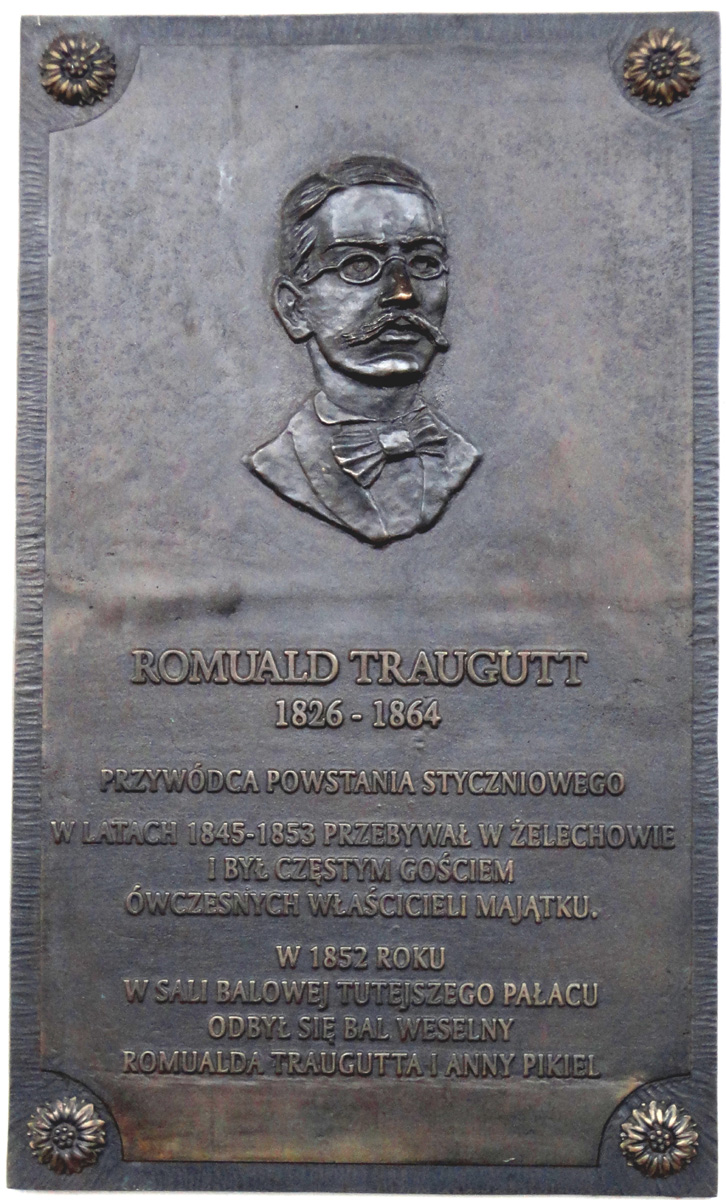 ROMUALD TRAUGUTT
1826 - 1864
PRZYWÓDCA POWSTANIA STYCZNIOWEGO
W LATACH 1845-1853 PRZEBYWAŁ W ŻELECHOWIE
I BYŁ CZĘSTYM GOŚCIEM
ÓWCZESNYCH WŁAŚCICIELI MAJĄTKU.
W 1852 ROKU
W SALI BALOWEJ TUTEJSZEGO PAŁACU
ODBYŁ SIĘ BAL WESELNY
ROMUALDA TRAUGUTTA I ANNY PIKIEL